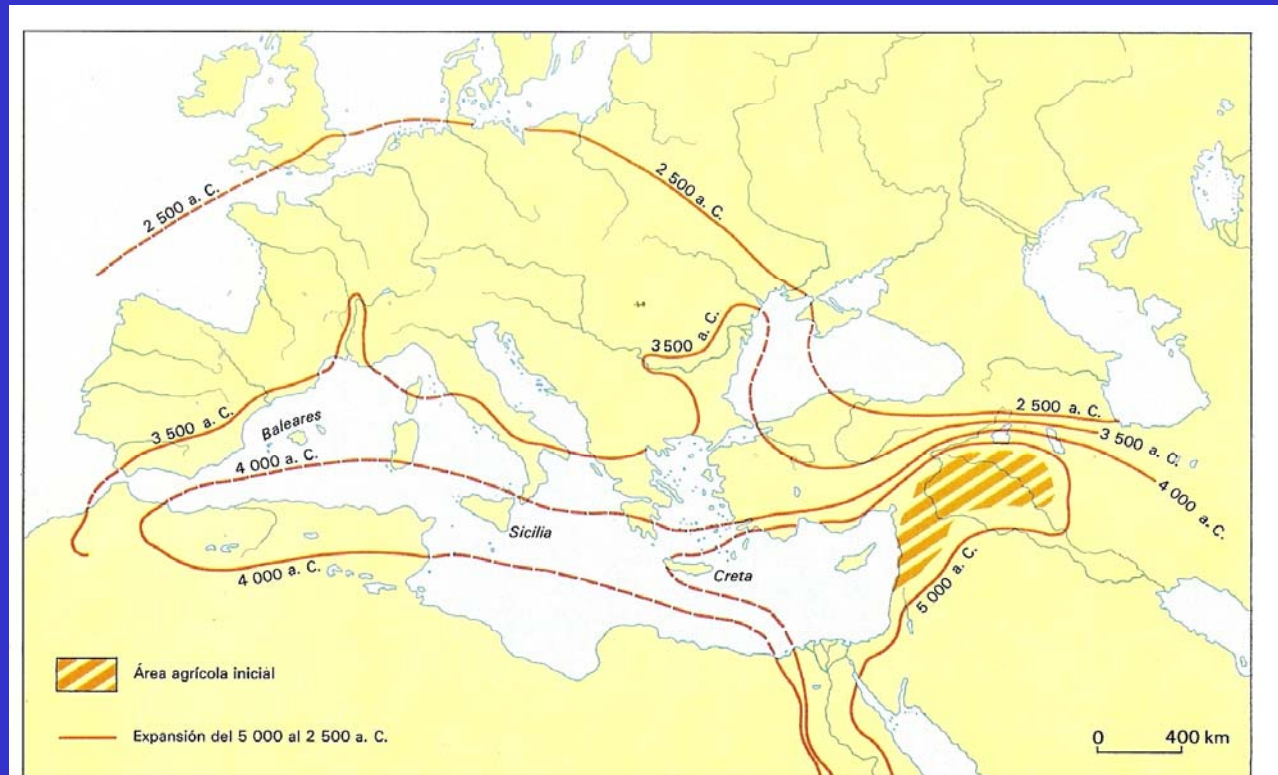 2 500 a. C.
2 500 a. C.
3 500 a. C.
2 500 a. C.
3 500 a. C.
4 000 a. C.
3 500 a. C.
Baleares
4 000 a. C.
Sicilia
Creta
5 000 a. C.
4 000 a. C.
Área agrícola inicial
Expansión del 5 000 al 2 500 a. C.
0 400 km